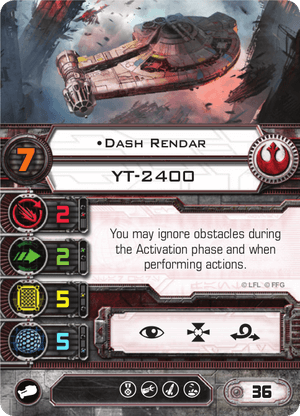 •Dash Rendar
7
YT-2400
2
2
5
5
You may ignore obstacles during
the Activation phase and when
performing actions.
© LFL © FFG
36